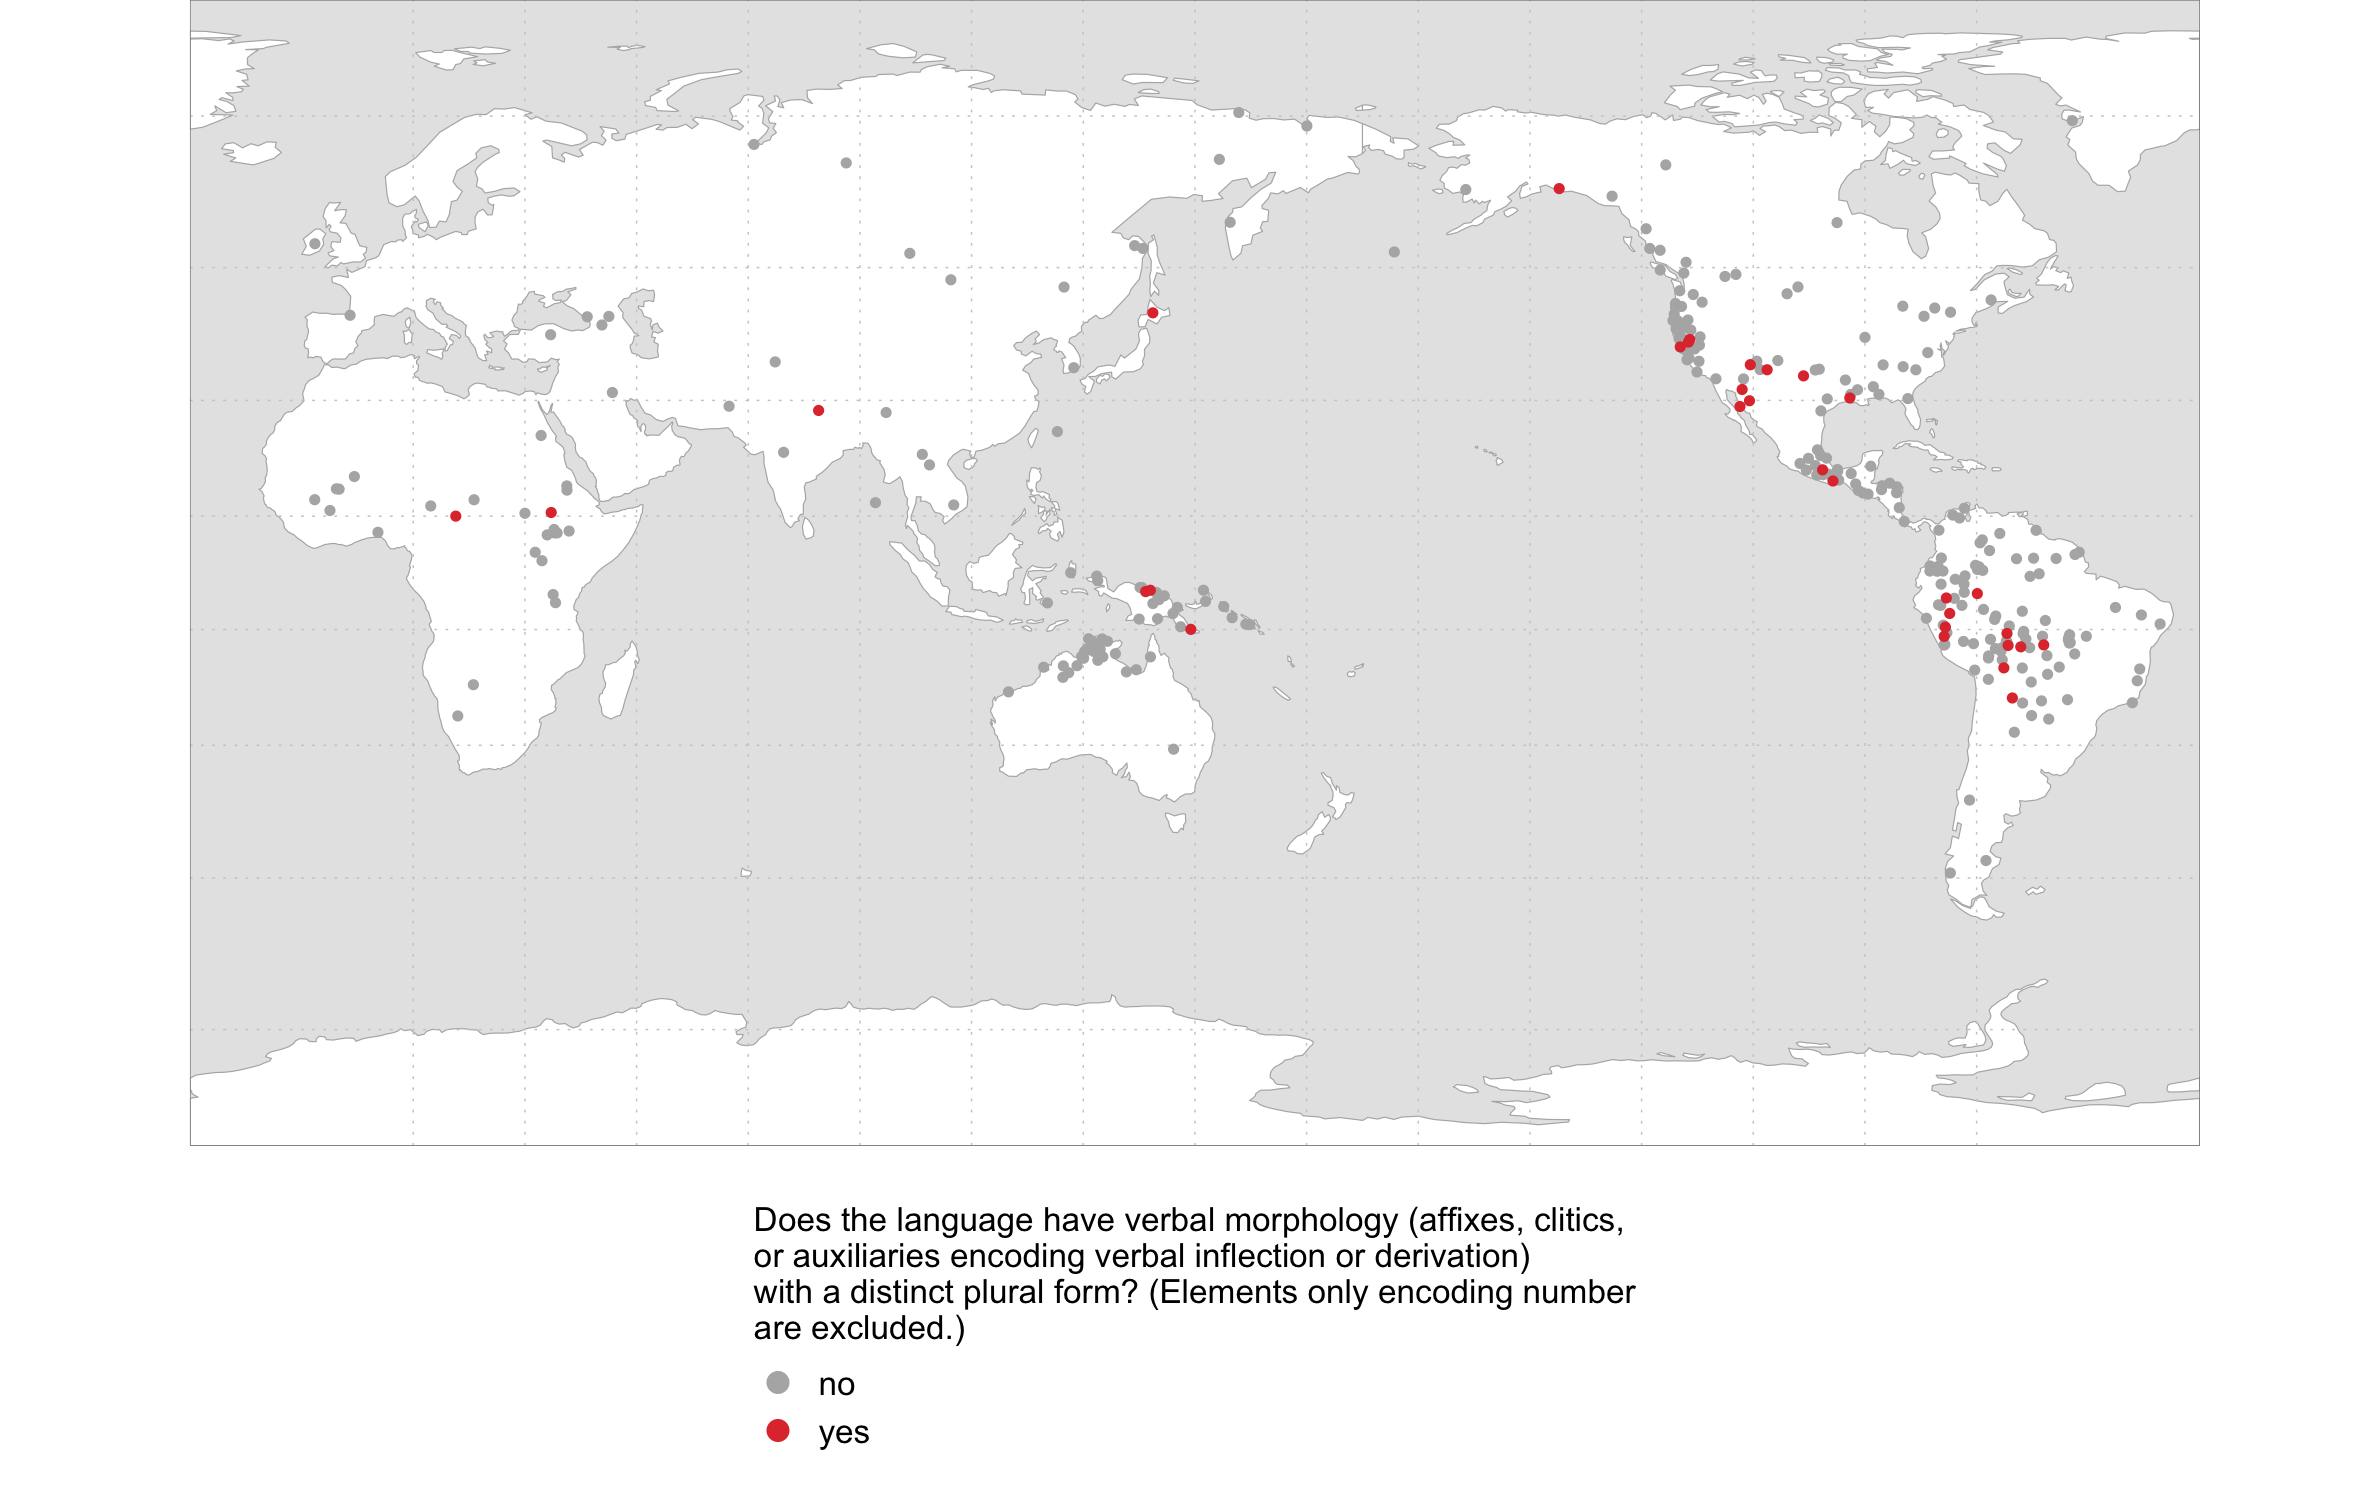 Does the language have verbal morphology (affixes, clitics,
or auxiliaries encoding verbal inflection or derivation)
with a distinct plural form? (Elements only encoding number
are excluded.)
no
yes